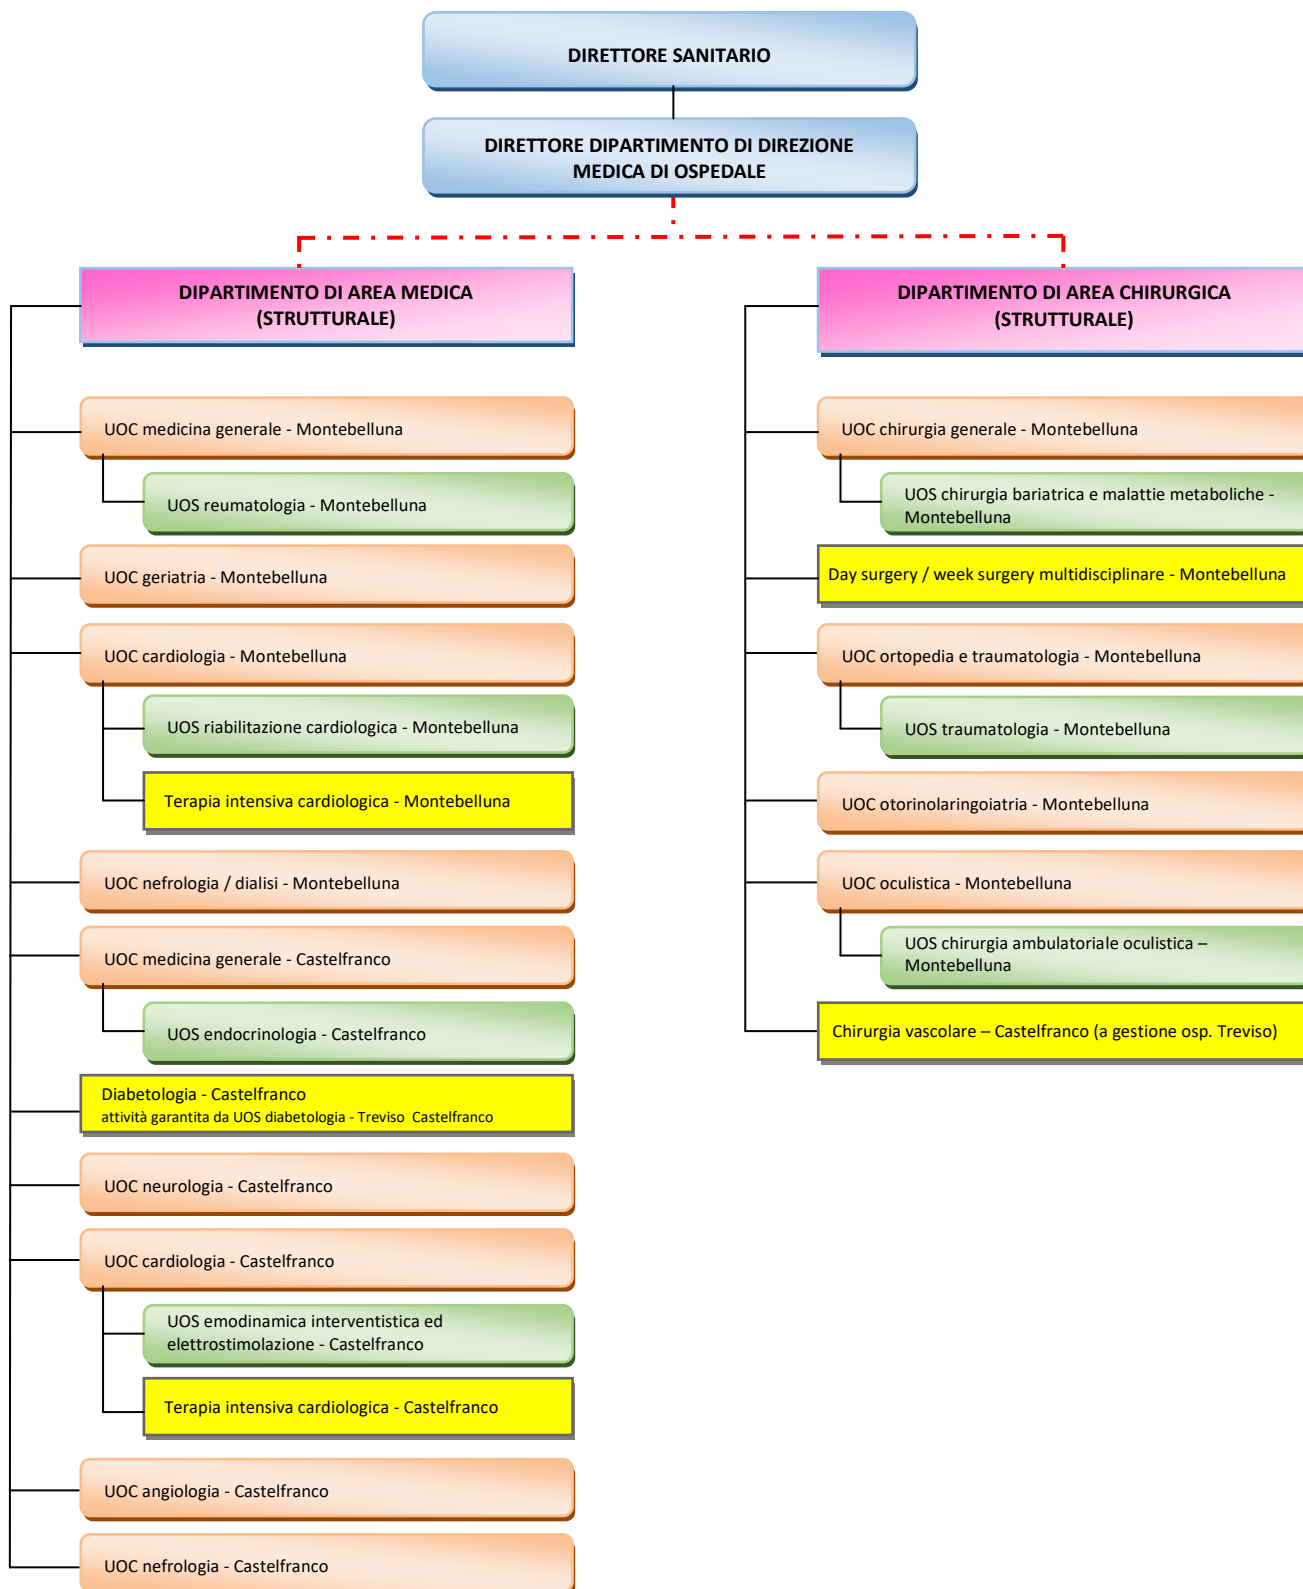 DIRETTORE SANITARIO
DIRETTORE DIPARTIMENTO DI DIREZIONE
MEDICA DI OSPEDALE
DIPARTIMENTO DI AREA MEDICA
(STRUTTURALE)
UOC medicina generale - Montebelluna
UOS reumatologia - Montebelluna
UOC geriatria - Montebelluna
UOC cardiologia - Montebelluna
UOS riabilitazione cardiologica - Montebelluna
Terapia intensiva cardiologica - Montebelluna
UOC nefrologia / dialisi - Montebelluna
UOC medicina generale - Castelfranco
UOS endocrinologia - Castelfranco
Diabetologia - Castelfranco
attività garantita da UOS diabetologia - Treviso  Castelfranco
UOC neurologia - Castelfranco
UOC cardiologia - Castelfranco
UOS emodinamica interventistica ed
elettrostimolazione - Castelfranco
Terapia intensiva cardiologica - Castelfranco
UOC angiologia - Castelfranco
UOC nefrologia - Castelfranco
DIPARTIMENTO DI AREA CHIRURGICA
(STRUTTURALE)
UOC chirurgia generale - Montebelluna
UOS chirurgia bariatrica e malattie metaboliche -
Montebelluna
Day surgery / week surgery multidisciplinare - Montebelluna
UOC ortopedia e traumatologia - Montebelluna
UOS traumatologia - Montebelluna
UOC otorinolaringoiatria - Montebelluna
UOC oculistica - Montebelluna
UOS chirurgia ambulatoriale oculistica –
Montebelluna
Chirurgia vascolare – Castelfranco (a gestione osp. Treviso)